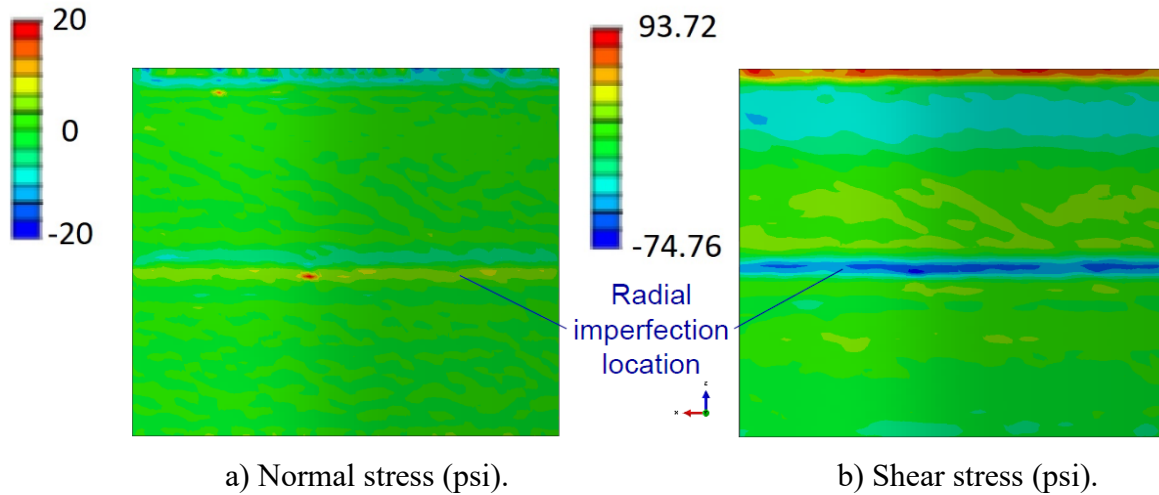 20
0
-20
93.72
-74.76
Radial
imperfection
location
x
z
a) Normal stress (psi).
b) Shear stress (psi).